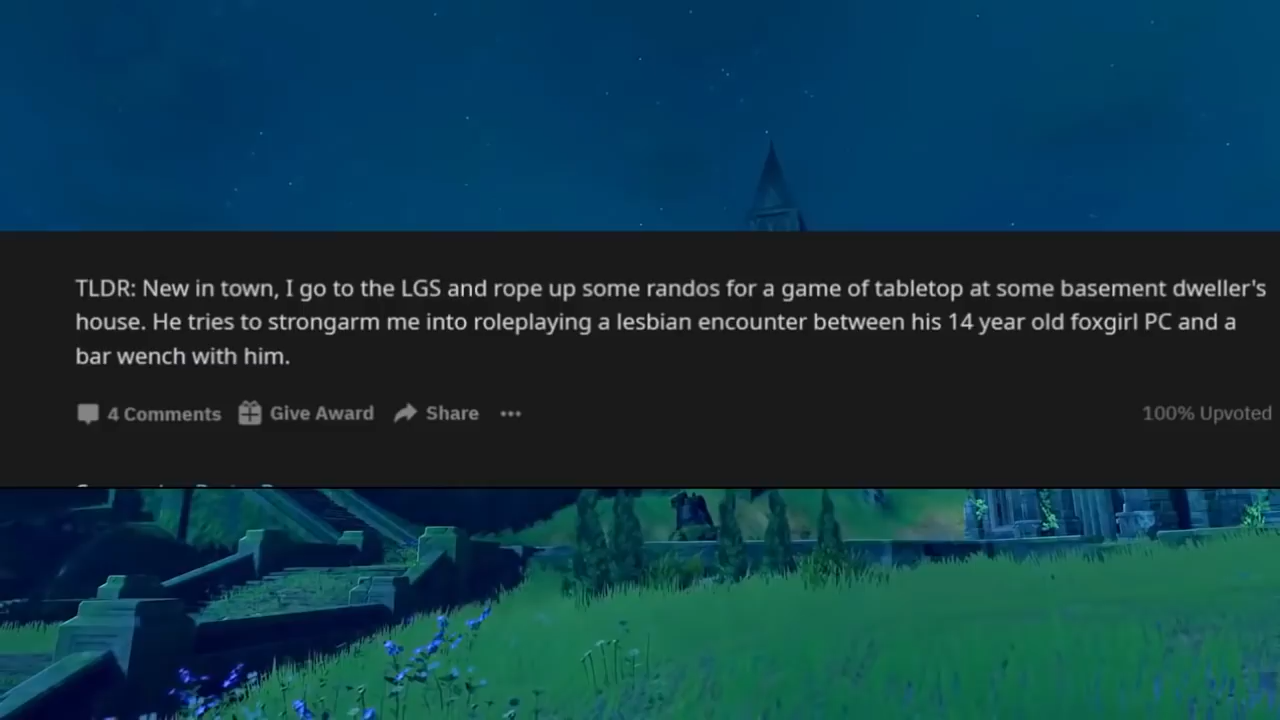 TLDR: New in town, I go to the LGS and rope up some randos for a game of tabletop at some basement dweller's
house. He tries to strongarm me into roleplaying a lesbian encounter between his 14 year old foxgirl PC and a
bar wench with him.
4 Comments Give Award Share ••• 100% Upvoted